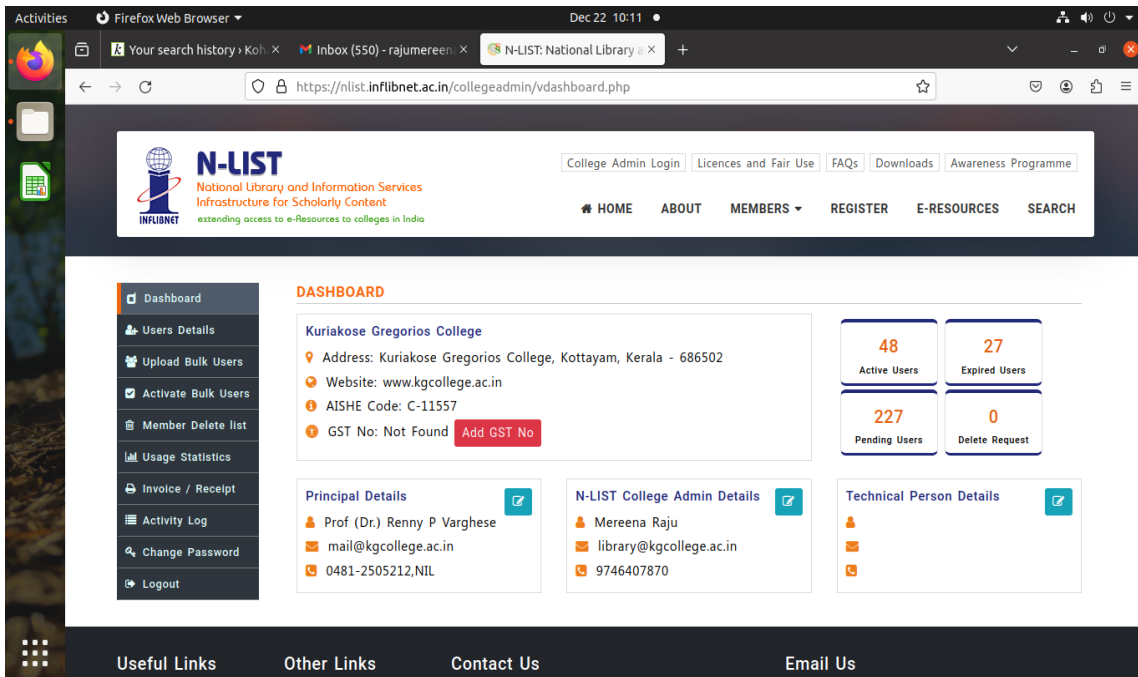 Activities Firefox Web Browser Dec 22 10:11
Your search history › Koh Inbox (550) - rajumereen N-LIST: National Library a
https://nlist.inflibnet.ac.in/collegeadmin/vdashboard.php
INFLIBNET
N-LIST
National Library and Information Services
Infrastructure for Scholarly Content
extending access to e-Resources to colleges in India
College Admin Login Licences and Fair Use FAQs Downloads Awareness Programme
HOME ABOUT MEMBERS REGISTER E-RESOURCES SEARCH
Dashboard
Users Details
Upload Bulk Users
Activate Bulk Users
Member Delete list
Usage Statistics
Invoice / Receipt
Activity Log
Change Password
Logout
DASHBOARD
Kuriakose Gregorios College
Address: Kuriakose Gregorios College, Kottayam, Kerala - 686502
Website: www.kgcollege.ac.in
AISHE Code: C-11557
GST No: Not Found Add GST No
48
Active Users
27
Expired Users
227
Pending Users
0
Delete Request
Principal Details
Prof (Dr.) Renny P Varghese
mail@kgcollege.ac.in
0481-2505212,NIL
N-LIST College Admin Details
Mereena Raju
library@kgcollege.ac.in
9746407870
Technical Person Details
Useful Links Other Links Contact Us Email Us